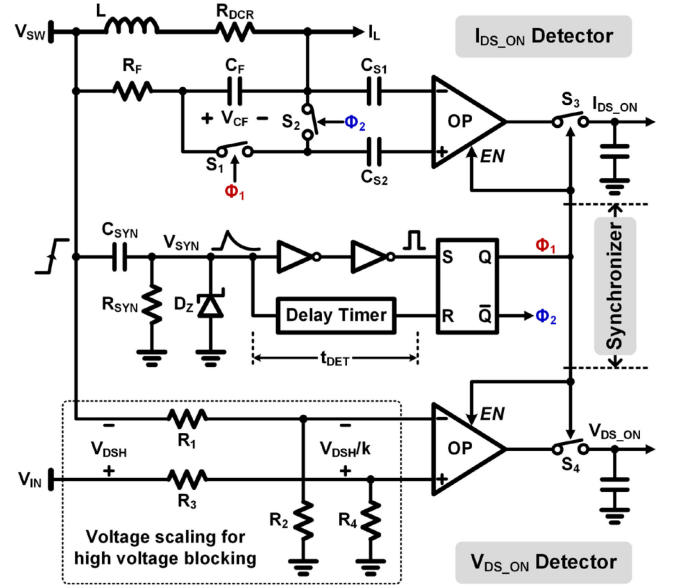 L
R_DCR
V_SW
I_L
I_DS_ON Detector
R_F
C_F
C_S1
+ V_CF −
S_2
Φ_2
−
OP
+
S_3
I_DS_ON
EN
S_1
Φ_1
C_S2
C_SYN
V_SYN
S Q
Φ_1
R_SYN
D_Z
Delay Timer
R Q̅
Φ_2
t_DET
Synchronizer
−
V_DSH
+
R_1
−
V_DSH/k
+
EN
−
OP
+
V_DS_ON
S_4
V_IN
R_3
R_2
R_4
Voltage scaling for
high voltage blocking
V_DS_ON Detector